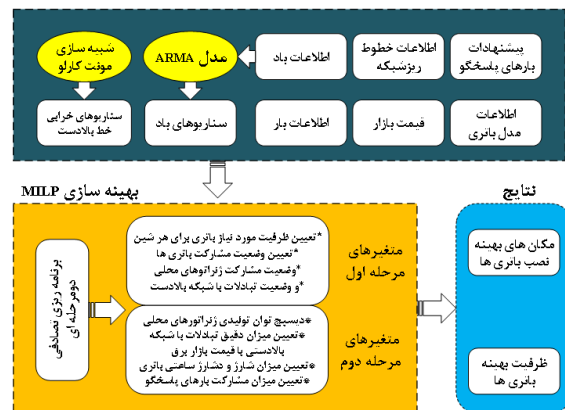 پیشنهادات
بارهای پاسخگو
اطلاعات خطوط
ریزشبکه
اطلاعات باد
مدل ARMA
شبیه سازی
مونت کارلو
اطلاعات
مدل باتری
قیمت بازار
اطلاعات بار
سناریوهای باد
سناریوهای خرابی
خط بالادست
بهینه سازی MILP
نتایج
برنامه ریزی تصادفی
دومرحله ای
*تعیین ظرفیت مورد نیاز باتری برای هر شین
*تعیین وضعیت مشارکت باتری ها
*وضعیت مشارکت ژنراتوهای محلی
*و وضعیت تبادلات با شبکه بالادست
متغیرهای
مرحله اول
*دیسپچ توان تولیدی ژنراتورهای محلی
*تعیین میزان دقیق تبادلات با شبکه
بالادستی با قیمت بازار برق
*تعیین میزان شارژ و دشارژ ساعتی باتری
*تعیین میزان مشارکت بارهای پاسخگو
متغیرهای
مرحله دوم
مکان های بهینه
نصب باتری ها
ظرفیت بهینه
باتری ها